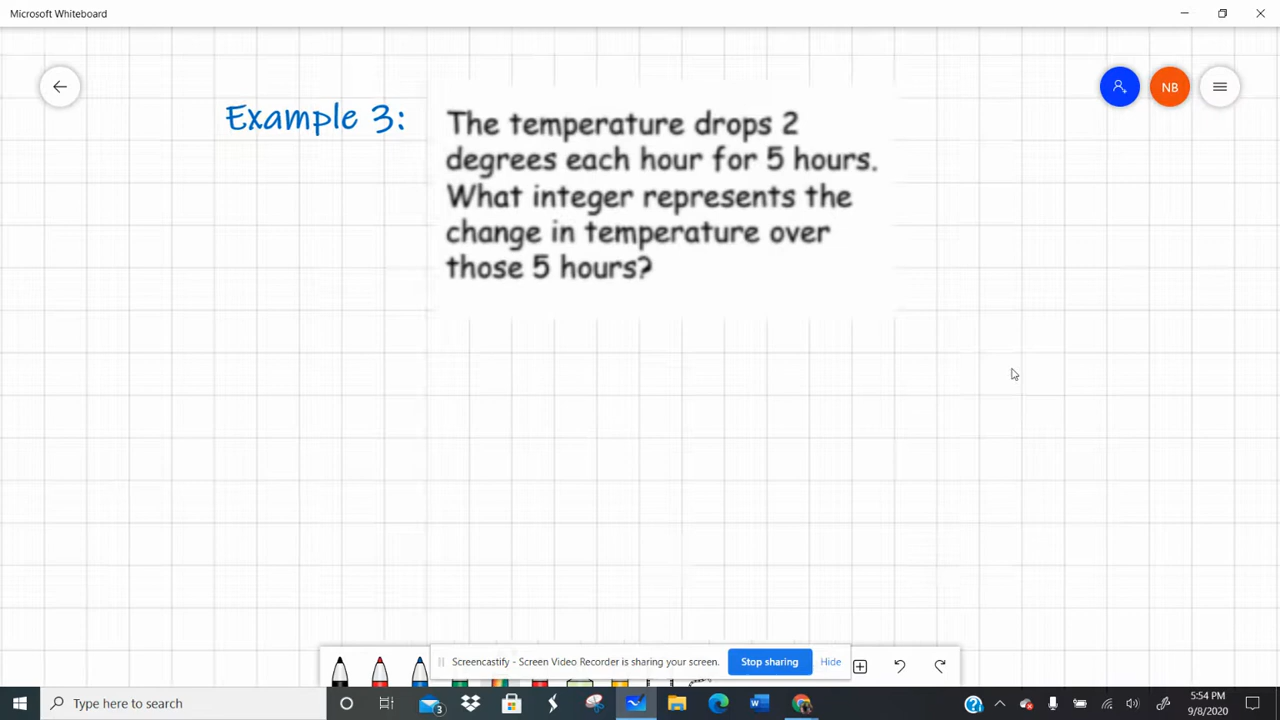 Microsoft Whiteboard
NB
Example 3:
The temperature drops 2
degrees each hour for 5 hours.
What integer represents the
change in temperature over
those 5 hours?
Screencastify - Screen Video Recorder is sharing your screen.
Stop sharing
Hide
Type here to search
3
5:54 PM
9/8/2020